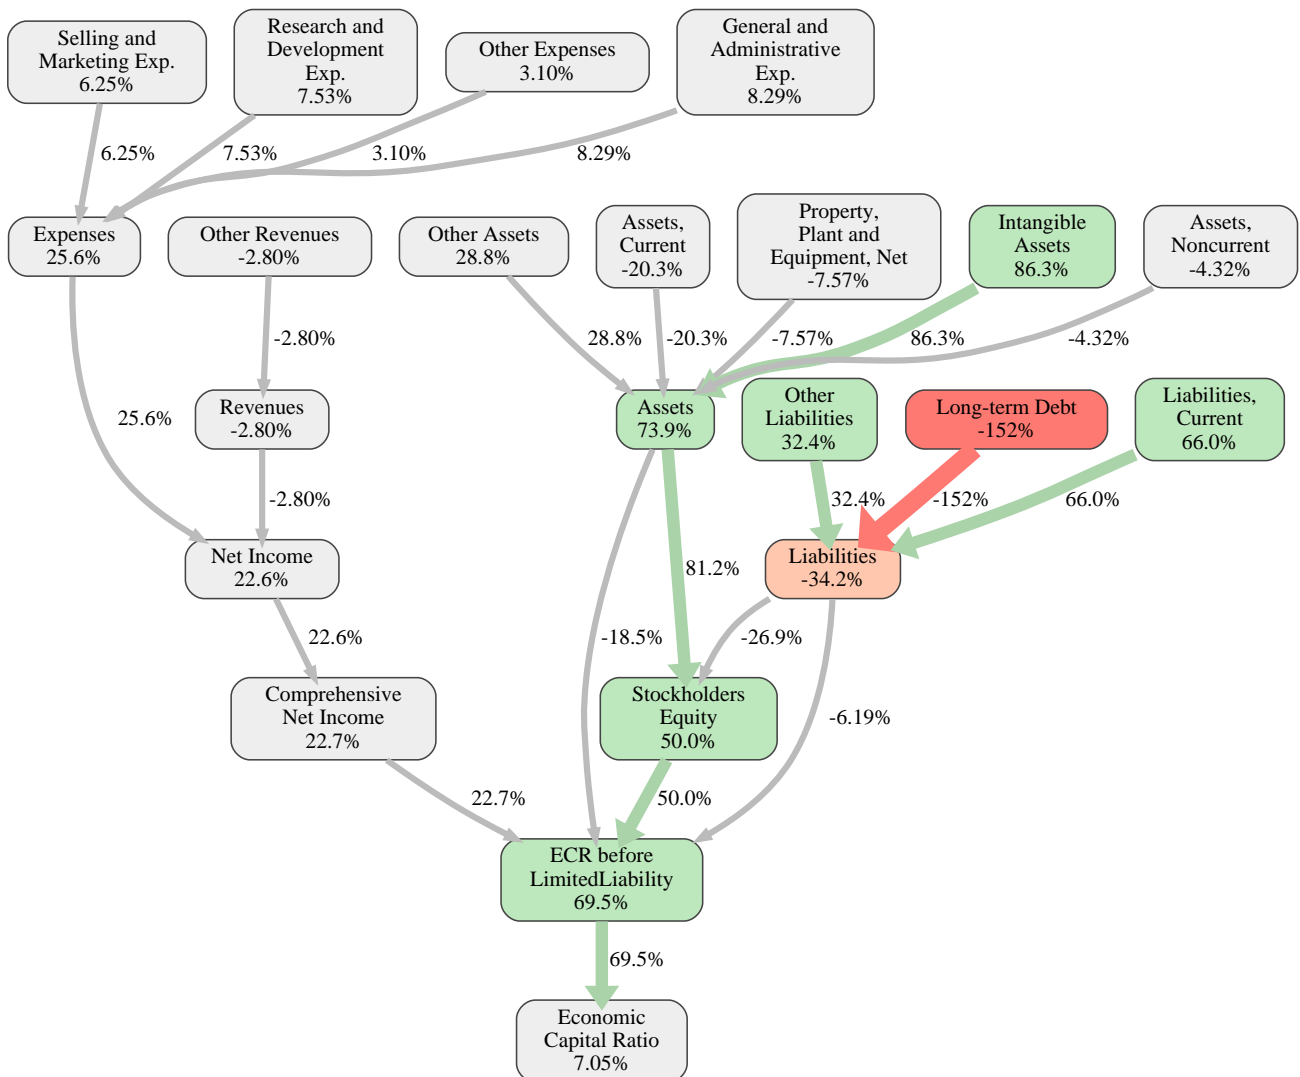 Selling and
Marketing Exp.
6.25%
Research and
Development
Exp.
7.53%
Other Expenses
3.10%
General and
Administrative
Exp.
8.29%
6.25%
7.53%
3.10%
8.29%
Expenses
25.6%
Other Revenues
-2.80%
Other Assets
28.8%
Assets,
Current
-20.3%
Property,
Plant and
Equipment, Net
-7.57%
Intangible
Assets
86.3%
Assets,
Noncurrent
-4.32%
-2.80%
28.8%
-20.3%
-7.57%
86.3%
-4.32%
25.6%
Revenues
-2.80%
Assets
73.9%
Other
Liabilities
32.4%
Long-term Debt
-152%
Liabilities,
Current
66.0%
-2.80%
32.4%
-152%
66.0%
Net Income
22.6%
81.2%
Liabilities
-34.2%
22.6%
-18.5%
-26.9%
Comprehensive
Net Income
22.7%
Stockholders
Equity
50.0%
-6.19%
22.7%
50.0%
ECR before
LimitedLiability
69.5%
69.5%
Economic
Capital Ratio
7.05%